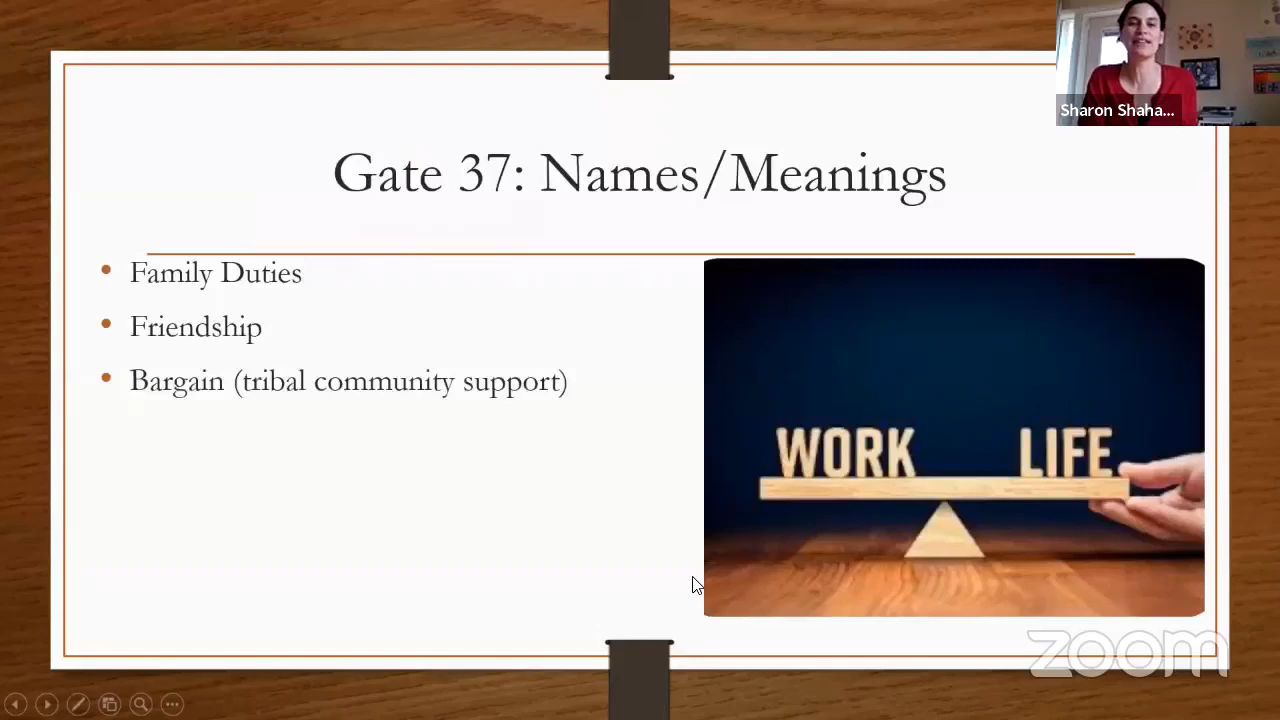 Sharon Shaha...
Gate 37: Names/Meanings
• Family Duties
• Friendship
• Bargain (tribal community support)
WORK LIFE
zoom